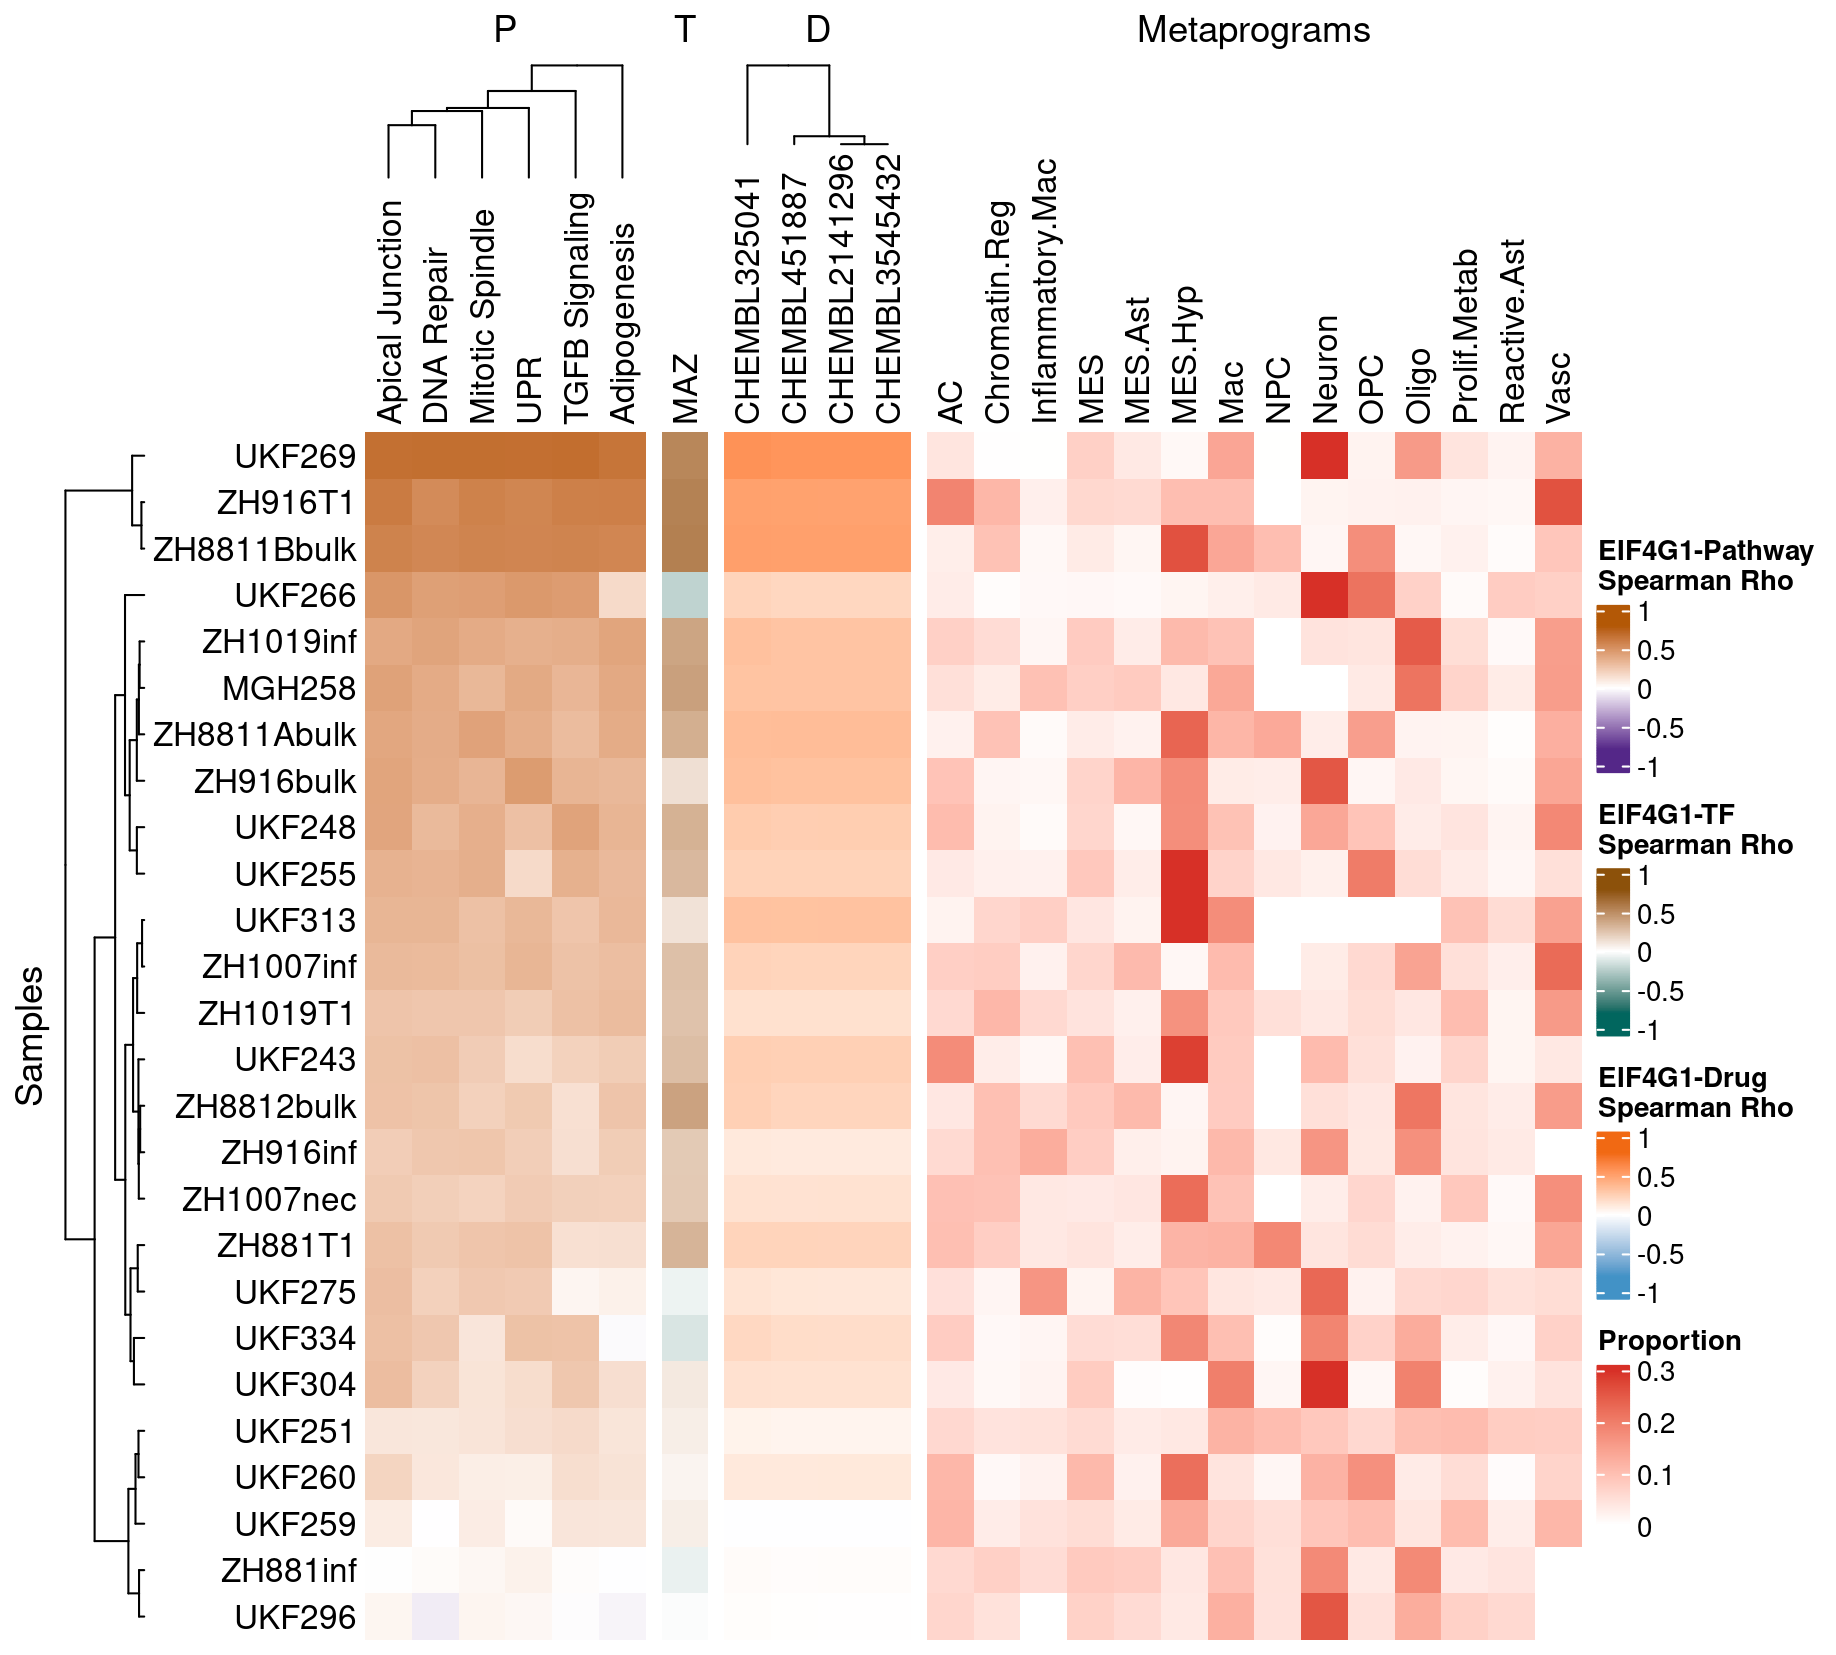 P
T
D
Metaprograms
Apical Junction
DNA Repair
Mitotic Spindle
UPR
TGFB Signaling
Adipogenesis
MAZ
CHEMBL325041
CHEMBL451887
CHEMBL2141296
CHEMBL3545432
AC
Chromatin.Reg
Inflammatory.Mac
MES
MES.Ast
MES.Hyp
Mac
NPC
Neuron
OPC
Oligo
Prolif.Metab
Reactive.Ast
Vasc
Samples
UKF269
ZH916T1
ZH8811Bbulk
UKF266
ZH1019inf
MGH258
ZH8811Abulk
ZH916bulk
UKF248
UKF255
UKF313
ZH1007inf
ZH1019T1
UKF243
ZH8812bulk
ZH916inf
ZH1007nec
ZH881T1
UKF275
UKF334
UKF304
UKF251
UKF260
UKF259
ZH881inf
UKF296
EIF4G1-Pathway
Spearman Rho
1
0.5
0
-0.5
-1
EIF4G1-TF
Spearman Rho
1
0.5
0
-0.5
-1
EIF4G1-Drug
Spearman Rho
1
0.5
0
-0.5
-1
Proportion
0.3
0.2
0.1
0